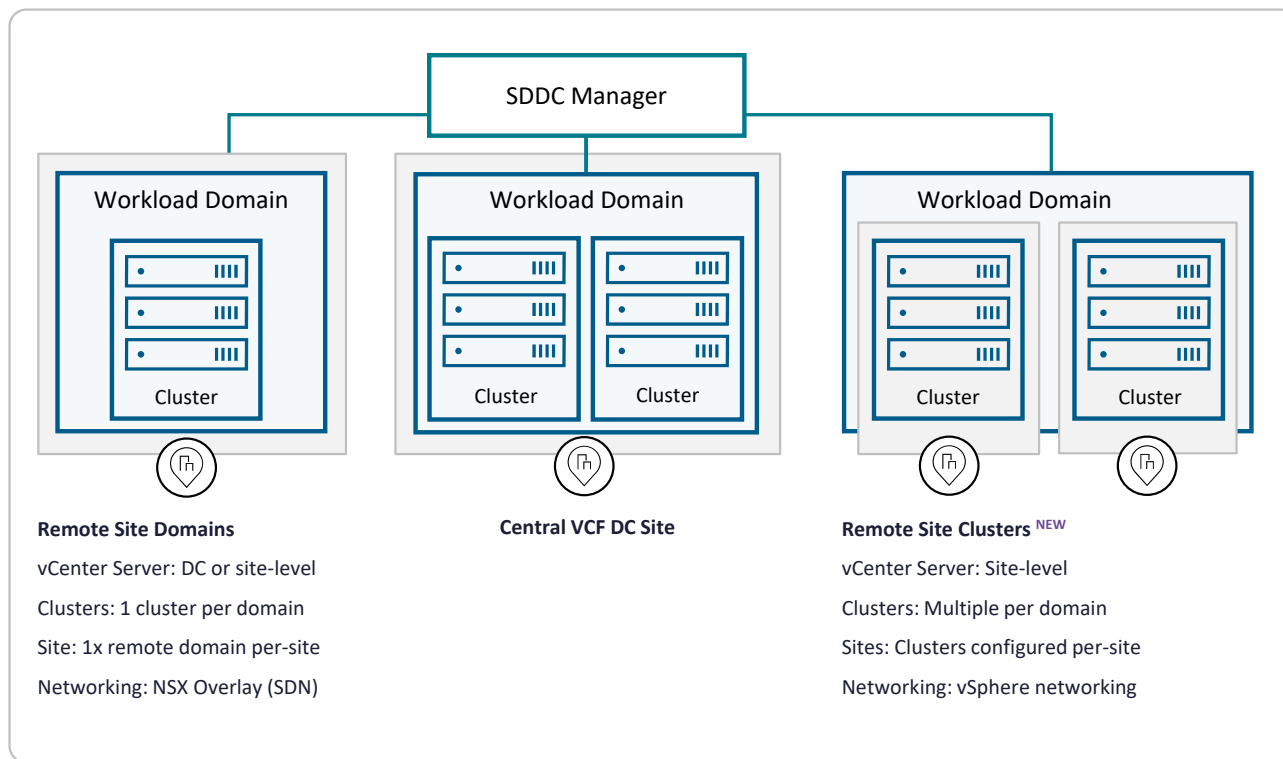 SDDC Manager
Workload Domain
Cluster
Workload Domain
Cluster
Cluster
Workload Domain
Cluster
Cluster
Remote Site Domains
vCenter Server: DC or site-level
Clusters: 1 cluster per domain
Site: 1x remote domain per-site
Networking: NSX Overlay (SDN)
Central VCF DC Site
Remote Site Clusters NEW
vCenter Server: Site-level
Clusters: Multiple per domain
Sites: Clusters configured per-site
Networking: vSphere networking